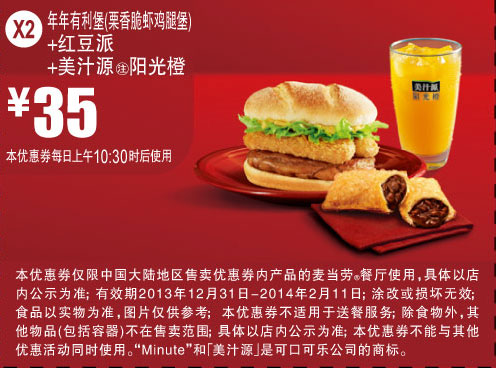 X2
年年有利堡(栗香脆虾鸡腿堡)
+红豆派
+美汁源㊟阳光橙
¥35
本优惠券每日上午10:30时后使用
美汁源
阳光橙
本优惠券仅限中国大陆地区售卖优惠券内产品的麦当劳®餐厅使用,具体以店
内公示为准; 有效期2013年12月31日-2014年2月11日; 涂改或损坏无效;
食品以实物为准,图片仅供参考; 本优惠券不适用于送餐服务; 除食物外,其
他物品(包括容器)不在售卖范围; 具体以店内公示为准; 本优惠券不能与其他
优惠活动同时使用。“Minute”和「美汁源」是可口可乐公司的商标。